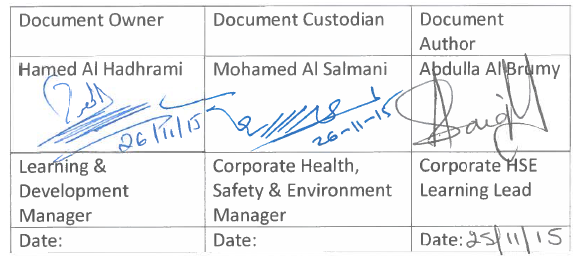 Document Owner Document Custodian Document
Author
Hamed Al Hadhrami Mohamed Al Salmani Abdulla Al Brumy
26/11/15 26-11-15
Learning & Corporate Health, Corporate HSE
Development Safety & Environment Learning Lead
Manager Manager
Date: Date: Date: 25/11/15